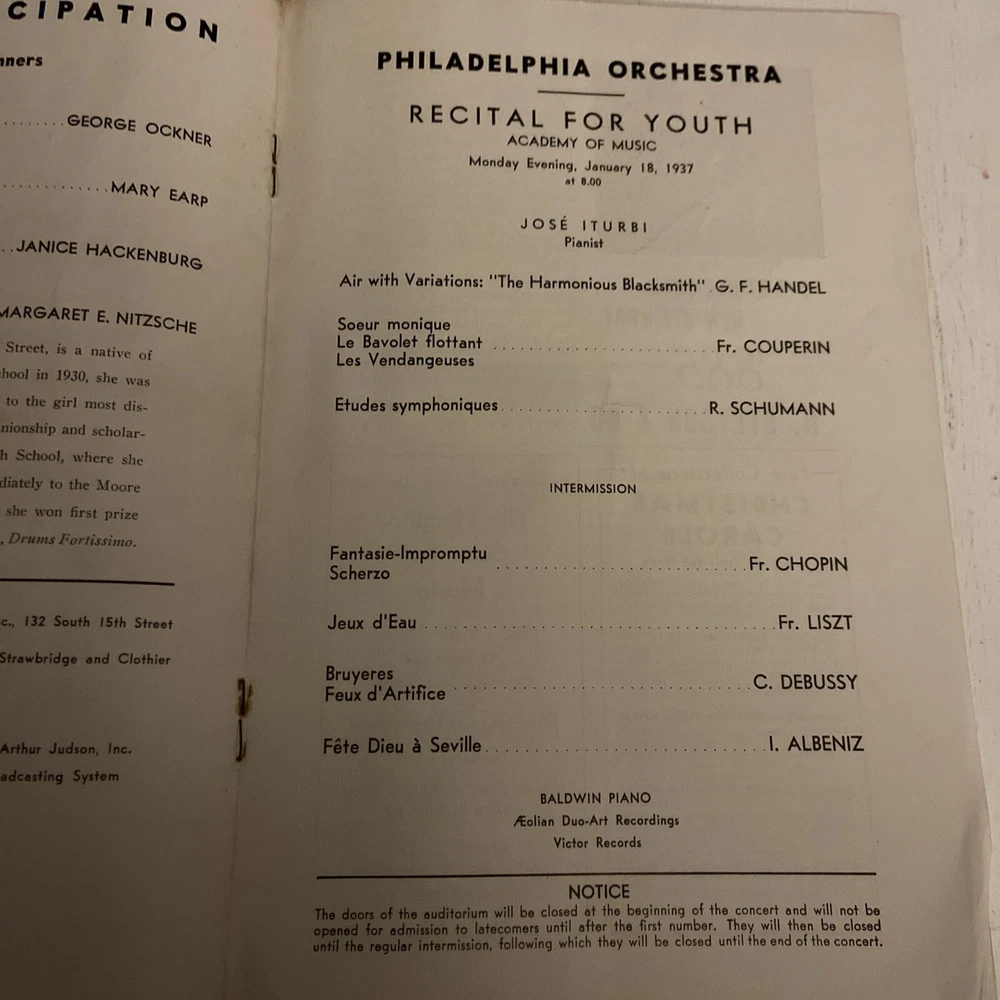 CIPATION
GEORGE OCKNER
MARY EARP
JANICE HACKENBURG
MARGARET E. NITZSCHE
Street, is a native of
hool in 1930, she was
to the girl most dis-
nionship and scholar-
h School, where she
diately to the Moore
she won first prize
, Drums Fortissimo.
c., 132 South 15th Street
Strawbridge and Clothier
Arthur Judson, Inc.
adcasting System
PHILADELPHIA ORCHESTRA
RECITAL FOR YOUTH
ACADEMY OF MUSIC
Monday Evening, January 18, 1937
at 8.00
JOSÉ ITURBI
Pianist
Air with Variations: "The Harmonious Blacksmith" . G. F. HANDEL
Soeur monique
Le Bavolet flottant ........................ Fr. COUPERIN
Les Vendangeuses
Etudes symphoniques ...................... R. SCHUMANN
INTERMISSION
Fantasie-Impromptu
Scherzo ........................... Fr. CHOPIN
Jeux d'Eau .................................... Fr. LISZT
Bruyeres
Feux d'Artifice ............................... C. DEBUSSY
Fête Dieu à Seville ............................ I. ALBENIZ
BALDWIN PIANO
Æolian Duo-Art Recordings
Victor Records
NOTICE
The doors of the auditorium will be closed at the beginning of the concert and will not be
opened for admission to latecomers until after the first number. They will then be closed
until the regular intermission, following which they will be closed until the end of the concert.